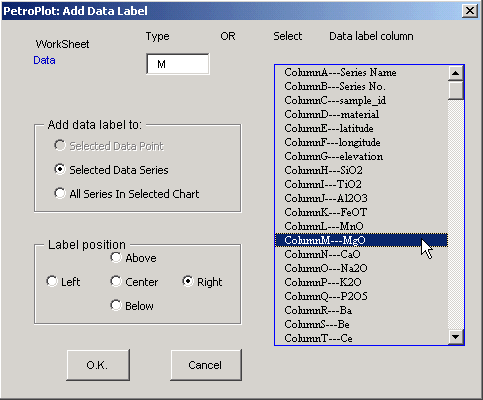 PetroPlot: Add Data Label
WorkSheet
Type
OR
Select
Data label column
Data
M
Add data label to:
Selected Data Point
Selected Data Series
All Series In Selected Chart
Label position
Above
Left
Center
Right
Below
O.K.
Cancel
ColumnA---Series Name
ColumnB---Series No.
ColumnC---sample_id
ColumnD---material
ColumnE---latitude
ColumnF---longitude
ColumnG---elevation
ColumnH---SiO2
ColumnI---TiO2
ColumnJ---Al2O3
ColumnK---FeOT
ColumnL---MnO
ColumnM---MgO
ColumnN---CaO
ColumnO---Na2O
ColumnP---K2O
ColumnQ---P2O5
ColumnR---Ba
ColumnS---Be
ColumnT---Ce